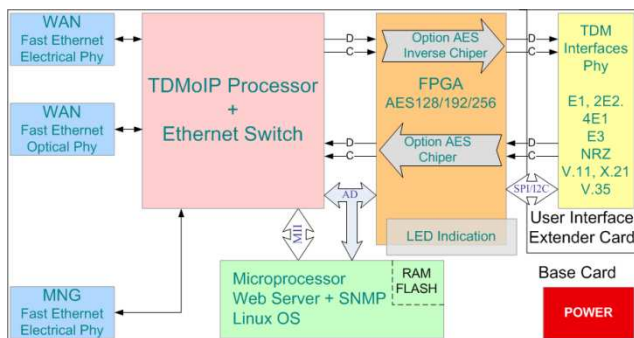 WAN
Fast Ethernet
Electrical Phy
WAN
Fast Ethernet
Optical Phy
MNG
Fast Ethernet
Electrical Phy
TDMoIP Processor
+
Ethernet Switch
D
C
D
C
Option AES
Inverse Chiper
FPGA
AES128/192/256
Option AES
Chiper
D
C
D
C
TDM
Interfaces
Phy
E1, 2E2.
4E1
E3
NRZ
V.11, X.21
V.35
SPI/I2C
AD
MII
LED Indication
User Interface
Extender Card
Microprocessor
Web Server + SNMP
Linux OS
RAM
FLASH
Base Card
POWER